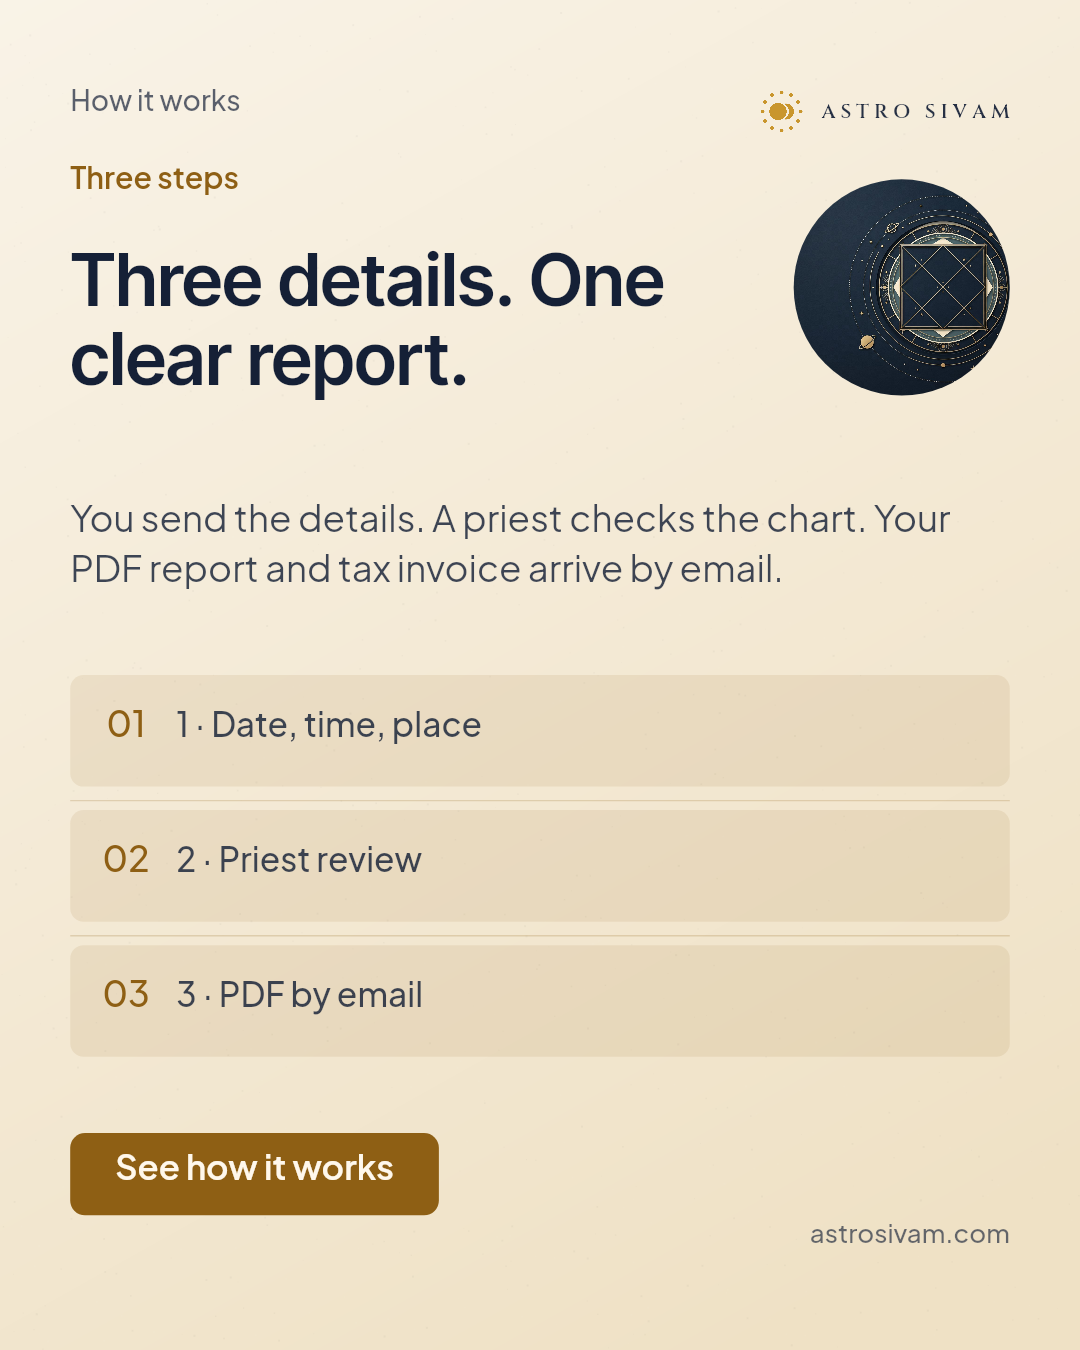 How it works
ASTRO SIVAM
Three steps
Three details. One
clear report.
You send the details. A priest checks the chart. Your
PDF report and tax invoice arrive by email.
01 1 · Date, time, place
02 2 · Priest review
03 3 · PDF by email
See how it works
astrosivam.com